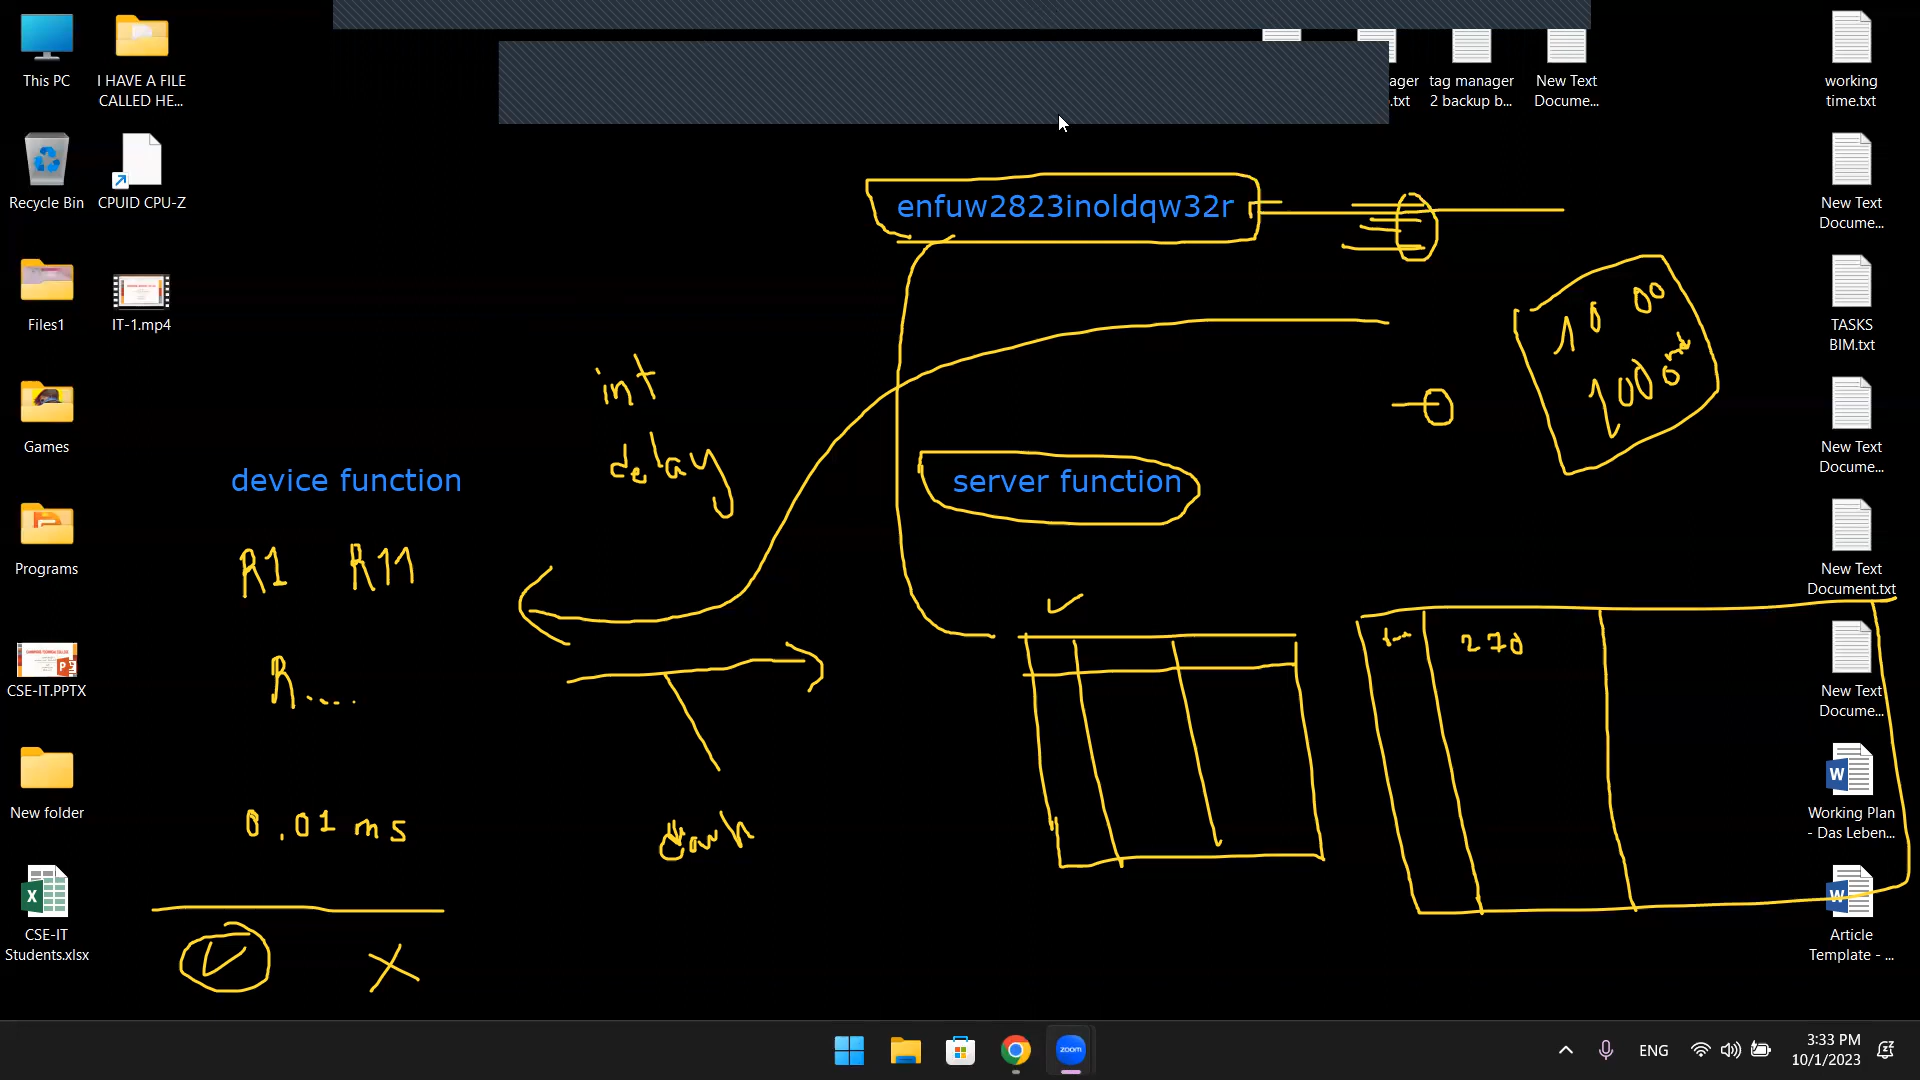 This PC
I HAVE A FILE
CALLED HE...
ager
.txt
tag manager
2 backup b...
New Text
Docume...
working
time.txt
Recycle Bin
CPUID CPU-Z
enfuw2823inoldqw32r
New Text
Docume...
Files1
IT-1.mp4
10 00
1000
TASKS
BIM.txt
int
delay
Games
device function
server function
New Text
Docume...
R1 R11
Programs
New Text
Document.txt
R....
270
CSE-IT.PPTX
New Text
Docume...
New folder
0.01 ms
Working Plan
- Das Leben...
CSE-IT
Students.xlsx
Article
Template - ...
zoom
ENG
3:33 PM
10/1/2023